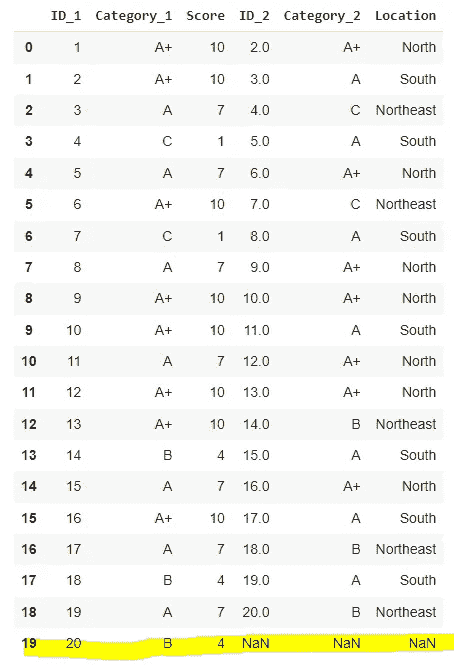 ID_1 Category_1 Score ID_2 Category_2 Location
0 1 A+ 10 2.0 A+ North
1 2 A+ 10 3.0 A South
2 3 A 7 4.0 C Northeast
3 4 C 1 5.0 A South
4 5 A 7 6.0 A+ North
5 6 A+ 10 7.0 C Northeast
6 7 C 1 8.0 A South
7 8 A 7 9.0 A+ North
8 9 A+ 10 10.0 A+ North
9 10 A+ 10 11.0 A South
10 11 A 7 12.0 A+ North
11 12 A+ 10 13.0 A+ North
12 13 A+ 10 14.0 B Northeast
13 14 B 4 15.0 A South
14 15 A 7 16.0 A+ North
15 16 A+ 10 17.0 A South
16 17 A 7 18.0 B Northeast
17 18 B 4 19.0 A South
18 19 A 7 20.0 B Northeast
19 20 B 4 NaN NaN NaN